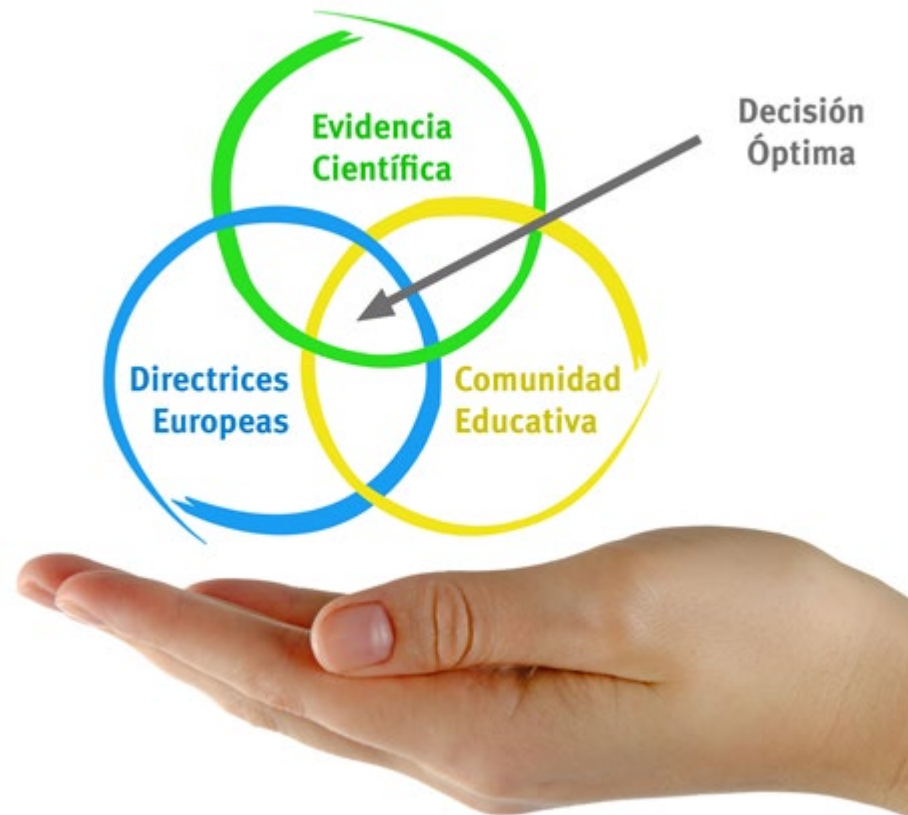 Evidencia
Científica
Decisión
Óptima
Directrices
Europeas
Comunidad
Educativa